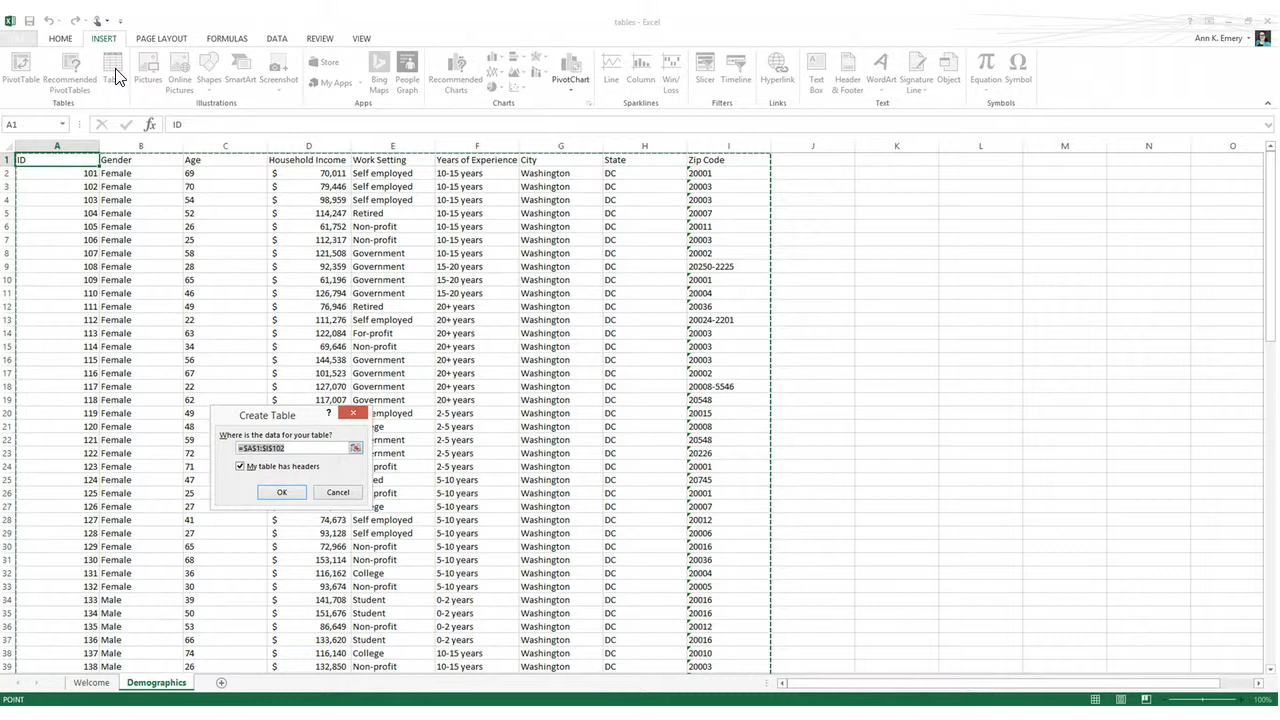 tables - Excel
HOME INSERT PAGE LAYOUT FORMULAS DATA REVIEW VIEW
Ann K. Emery
PivotTable Recommended PivotTables
Pictures Online Pictures Shapes SmartArt Screenshot
Store
My Apps
Bing Maps People Graph
Recommended Charts
PivotChart
Line Column Win/Loss
Slicer Timeline
Hyperlink
Text Box Header & Footer WordArt Signature Line Object
Equation Symbol
Tables Illustrations Apps Charts Sparklines Filters Links Text Symbols
A1 fx ID
A B C D E F G H I J K L M N O
1 ID Gender Age Household Income Work Setting Years of Experience City State Zip Code
2 101 Female 69 $ 70,011 Self employed 10-15 years Washington DC 20001
3 102 Female 70 $ 79,446 Self employed 10-15 years Washington DC 20003
4 103 Female 54 $ 98,959 Self employed 10-15 years Washington DC 20003
5 104 Female 52 $ 114,247 Retired 10-15 years Washington DC 20007
6 105 Female 26 $ 61,752 Non-profit 10-15 years Washington DC 20011
7 106 Female 25 $ 112,317 Non-profit 10-15 years Washington DC 20003
8 107 Female 58 $ 121,508 Government 10-15 years Washington DC 20002
9 108 Female 28 $ 92,359 Government 15-20 years Washington DC 20250-2225
10 109 Female 65 $ 61,196 Government 15-20 years Washington DC 20001
11 110 Female 46 $ 126,794 Government 15-20 years Washington DC 20004
12 111 Female 49 $ 76,946 Retired 20+ years Washington DC 20036
13 112 Female 22 $ 111,276 Self employed 20+ years Washington DC 20024-2201
14 113 Female 63 $ 122,084 For-profit 20+ years Washington DC 20003
15 114 Female 34 $ 69,646 Non-profit 20+ years Washington DC 20003
16 115 Female 56 $ 144,538 Government 20+ years Washington DC 20003
17 116 Female 67 $ 101,523 Government 20+ years Washington DC 20002
18 117 Female 22 $ 127,070 Government 20+ years Washington DC 20008-5546
19 118 Female 62 $ 117,007 Government 20+ years Washington DC 20548
20 119 Female 49 employed 2-5 years Washington DC 20015
21 120 Female 48 ege 2-5 years Washington DC 20008
22 121 Female 59 rnment 2-5 years Washington DC 20548
23 122 Female 72 rnment 2-5 years Washington DC 20226
24 123 Female 71 profit 2-5 years Washington DC 20001
25 124 Female 47 ed 5-10 years Washington DC 20745
26 125 Female 25 profit 5-10 years Washington DC 20001
27 126 Female 27 ege 5-10 years Washington DC 20007
28 127 Female 41 $ 74,673 Self employed 5-10 years Washington DC 20012
29 128 Female 27 $ 93,128 Self employed 5-10 years Washington DC 20006
30 129 Female 65 $ 72,966 Non-profit 5-10 years Washington DC 20016
31 130 Female 68 $ 153,114 Non-profit 5-10 years Washington DC 20036
32 131 Female 36 $ 116,162 College 5-10 years Washington DC 20004
33 132 Female 30 $ 93,674 Non-profit 5-10 years Washington DC 20005
34 133 Male 39 $ 141,708 Student 0-2 years Washington DC 20016
35 134 Male 50 $ 151,676 Student 0-2 years Washington DC 20016
36 135 Male 53 $ 86,649 Non-profit 0-2 years Washington DC 20012
37 136 Male 66 $ 133,620 Student 0-2 years Washington DC 20016
38 137 Male 74 $ 116,140 College 10-15 years Washington DC 20010
39 138 Male 26 $ 132,850 Non-profit 10-15 years Washington DC 20003
Create Table ?
Where is the data for your table?
=$A$1:$I$102
My table has headers
OK Cancel
Welcome Demographics
POINT 100%